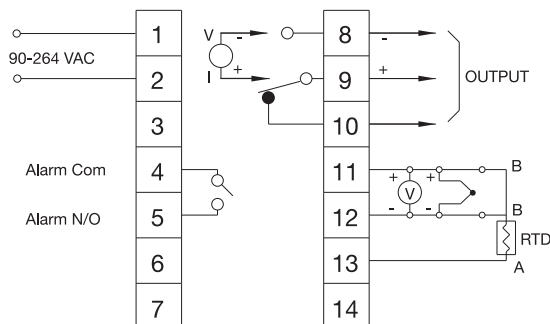 1
2
3
4
5
6
7
90-264 VAC
Alarm Com
Alarm N/O
V
I
-
+
8
9
10
11
12
13
14
-
+
OUTPUT
+
-
V
+
-
B
B
RTD
A